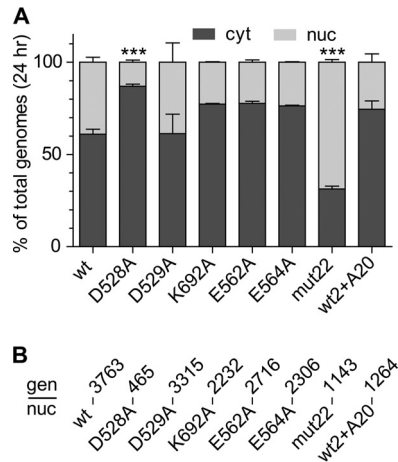 A
cyt nuc
***
***
% of total genomes (24 hr)
100
50
0
wt
D528A
D529A
K692A
E562A
E564A
mut22
wt2+A20
B
gen
nuc
wt - 3763
D528A - 465
D529A - 3315
K692A - 2232
E562A - 2716
E564A - 2306
mut22 - 1143
wt2+A20 - 1264